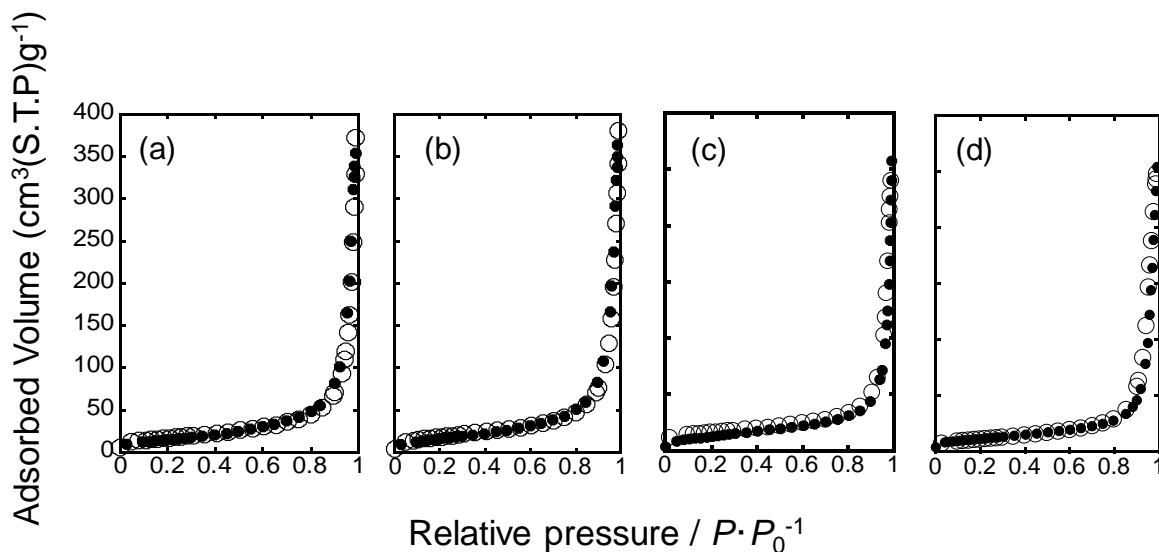 Adsorbed Volume (cm³(S.T.P)g⁻¹
400
350
300
250
200
150
100
50
0
(a)
(b)
(c)
(d)
0 0.2 0.4 0.6 0.8 1
0 0.2 0.4 0.6 0.8 1
0 0.2 0.4 0.6 0.8 1
0 0.2 0.4 0.6 0.8 1
Relative pressure / P·P₀⁻¹